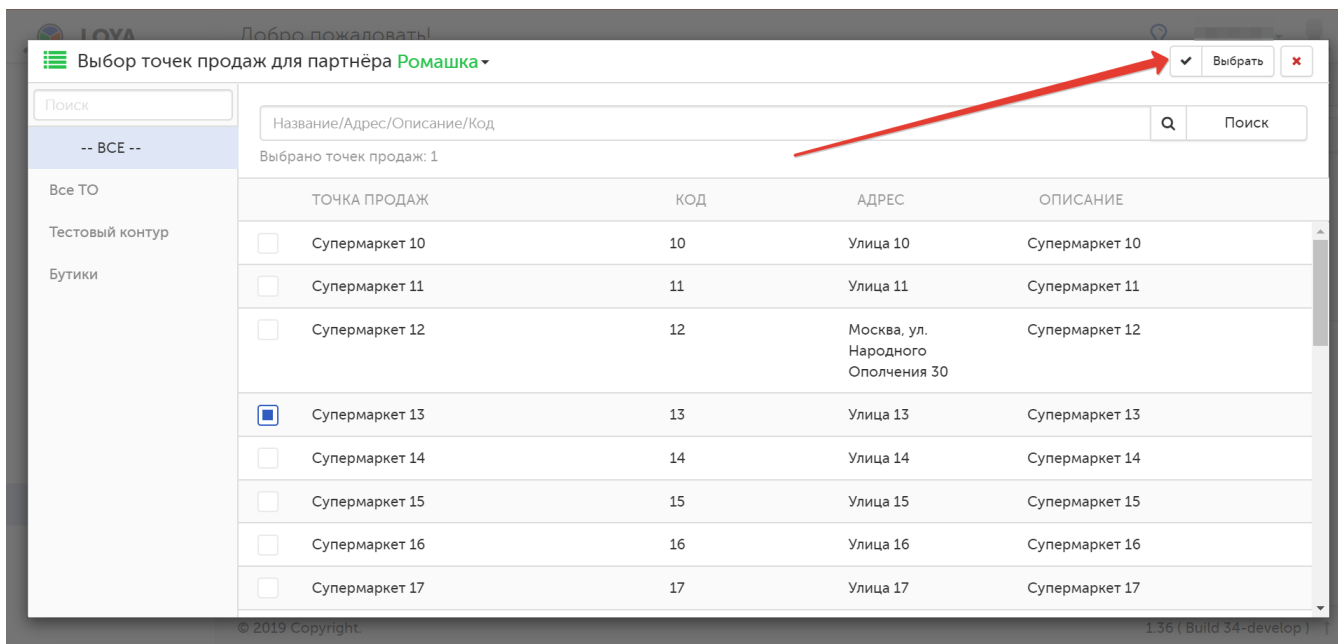 LOYA Добро пожаловать!
Выбор точек продаж для партнёра Ромашка Выбрать
Поиск
Название/Адрес/Описание/Код Поиск
-- ВСЕ --
Выбрано точек продаж: 1
Все ТО
ТОЧКА ПРОДАЖ КОД АДРЕС ОПИСАНИЕ
Тестовый контур
Супермаркет 10 10 Улица 10 Супермаркет 10
Бутики
Супермаркет 11 11 Улица 11 Супермаркет 11
Супермаркет 12 12 Москва, ул. Супермаркет 12
Народного
Ополчения 30
Супермаркет 13 13 Улица 13 Супермаркет 13
Супермаркет 14 14 Улица 14 Супермаркет 14
Супермаркет 15 15 Улица 15 Супермаркет 15
Супермаркет 16 16 Улица 16 Супермаркет 16
Супермаркет 17 17 Улица 17 Супермаркет 17
© 2019 Copyright. 1.36 ( Build 34-develop )